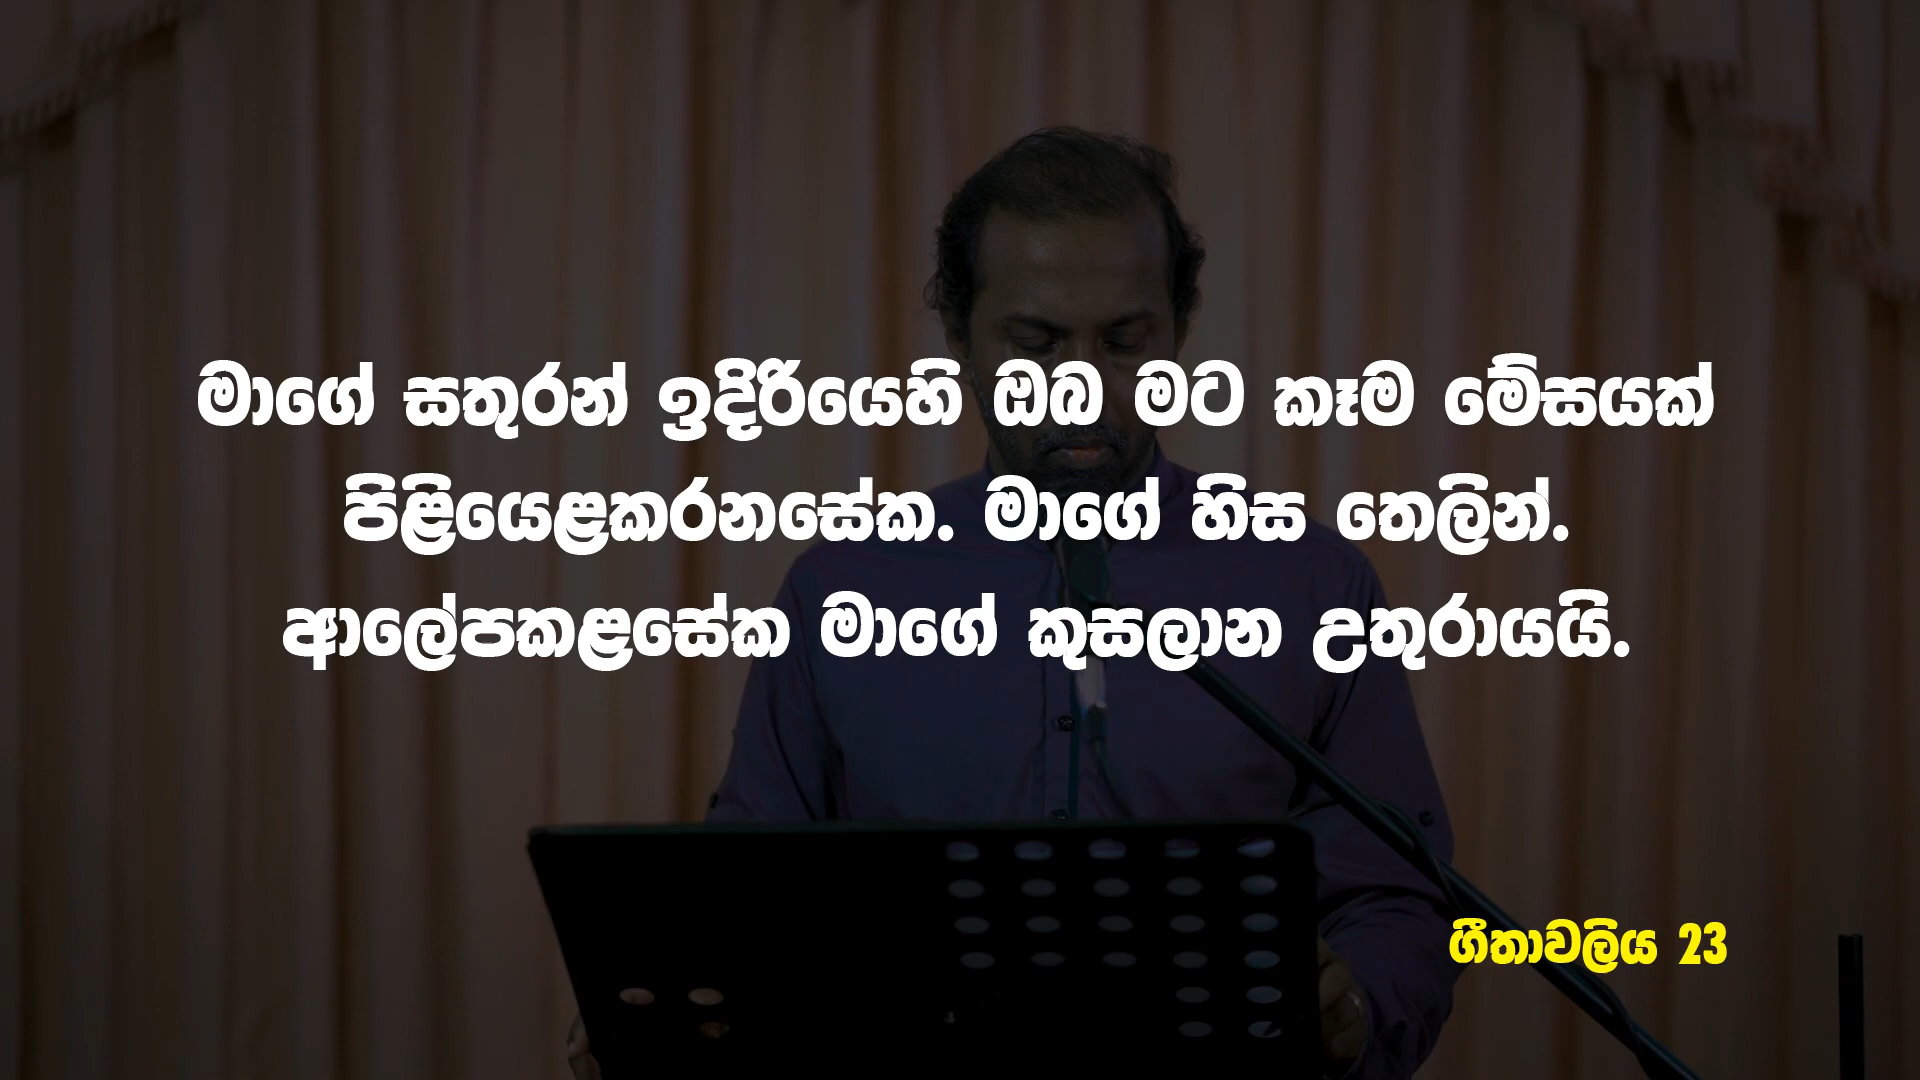 මාගේ සතුරන් ඉදිරියෙහි ඔබ මට කෑම මේසයක්
පිළියෙළකරනසේක. මාගේ හිස තෙලින්.
ආලේපකළසේක මාගේ කුසලාන උතුරායයි.
ගීතාවලිය 23